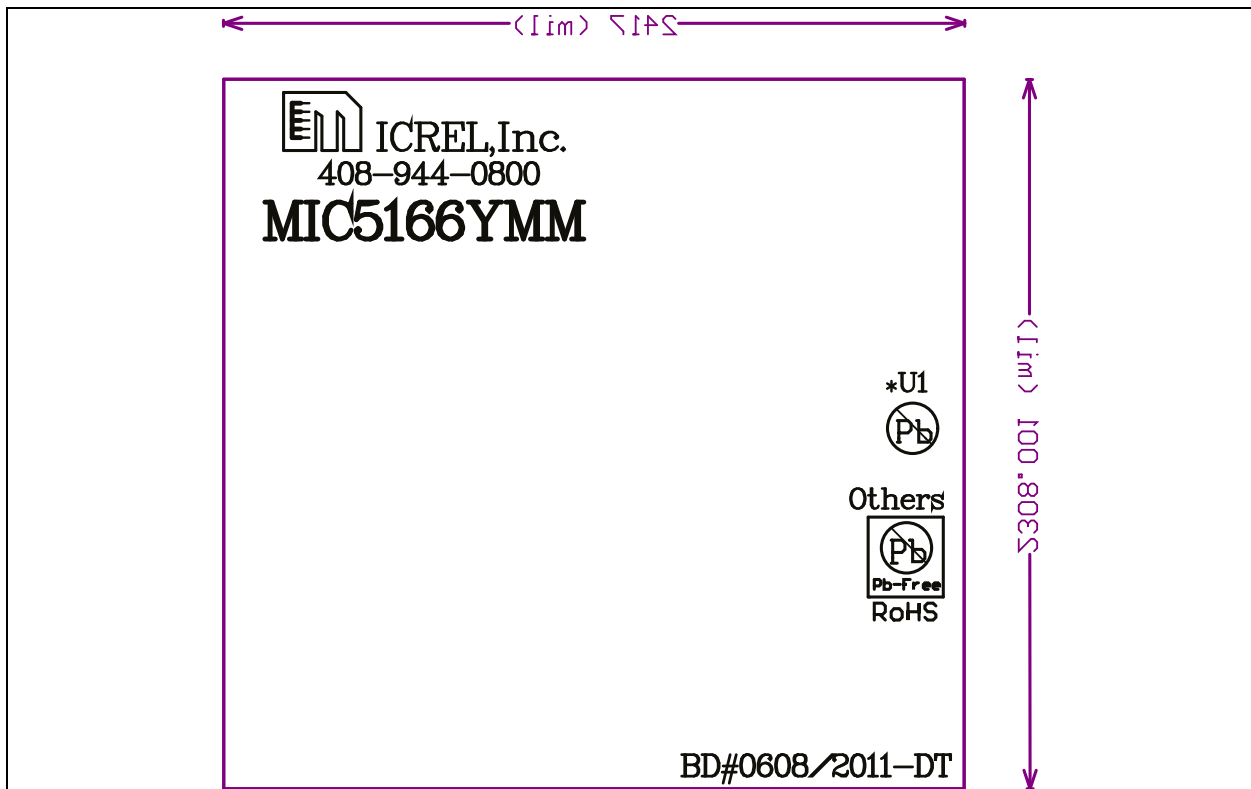 2417 (mil)
ICREL,Inc.
408-944-0800
MIC5166YMM
*U1
Pb
Others
Pb
Pb-Free
RoHS
2308.001 (mil)
BD#0608/2011-DT